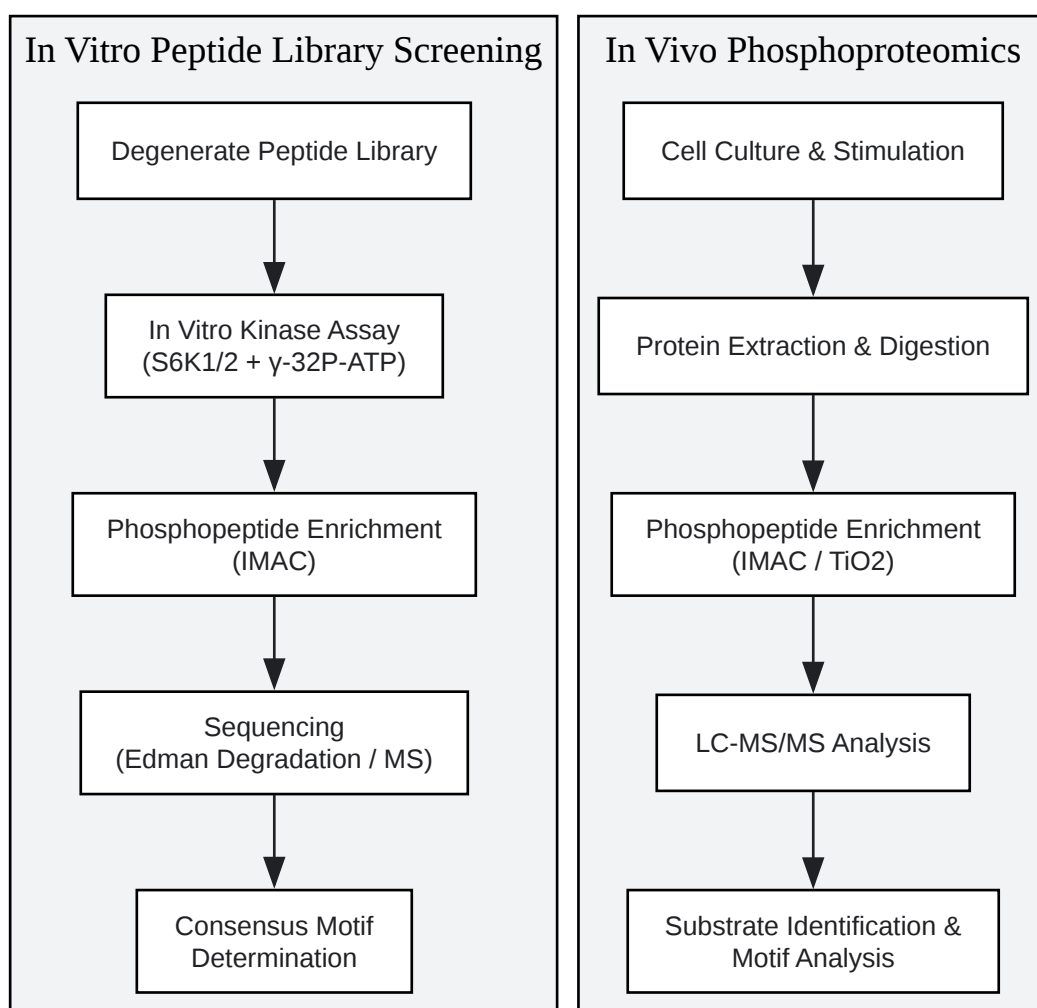 In Vitro Peptide Library Screening
Degenerate Peptide Library
In Vitro Kinase Assay
(S6K1/2 + γ-32P-ATP)
Phosphopeptide Enrichment
(IMAC)
Sequencing
(Edman Degradation / MS)
Consensus Motif
Determination
In Vivo Phosphoproteomics
Cell Culture & Stimulation
Protein Extraction & Digestion
Phosphopeptide Enrichment
(IMAC / TiO2)
LC-MS/MS Analysis
Substrate Identification &
Motif Analysis